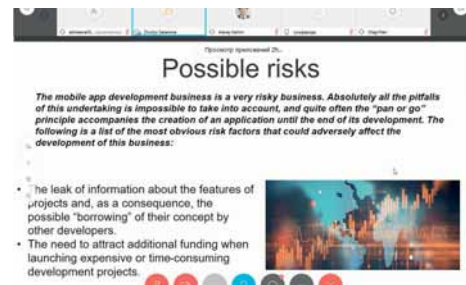 Просмотр приложений 2h...
Possible risks
The mobile app development business is a very risky business. Absolutely all the pitfalls
of this undertaking is impossible to take into account, and quite often the "pan or go"
principle accompanies the creation of an application until the end of its development. The
following is a list of the most obvious risk factors that could adversely affect the
development of this business:
• The leak of information about the features of
projects and, as a consequence, the
possible "borrowing" of their concept by
other developers.
• The need to attract additional funding when
launching expensive or time-consuming
development projects.